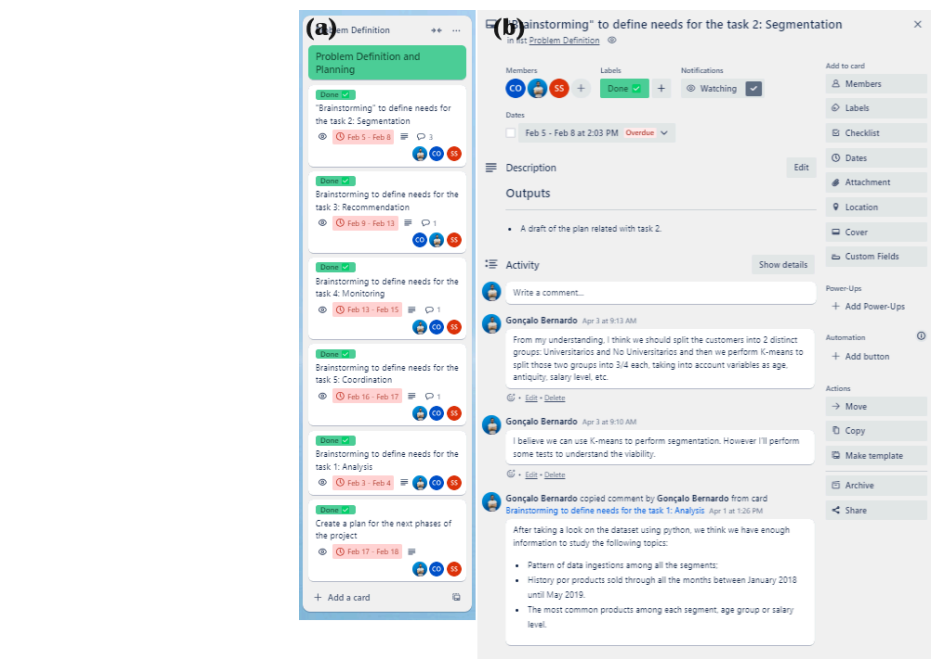 (a)
Problem Definition
Problem Definition and
Planning
Done
"Brainstorming" to define needs for
the task 2: Segmentation
Feb 5 - Feb 8
3
CO
SS
Done
Brainstorming to define needs for the
task 3: Recommendation
Feb 9 - Feb 13
1
CO
SS
Done
Brainstorming to define needs for the
task 4: Monitoring
Feb 13 - Feb 15
1
CO
SS
Done
Brainstorming to define needs for the
task 5: Coordination
Feb 16 - Feb 17
1
CO
SS
Done
Brainstorming to define needs for the
task 1: Analysis
Feb 3 - Feb 4
CO
SS
Done
Create a plan for the next phases of
the project
Feb 17 - Feb 18
CO
SS
+ Add a card
(b)
"Brainstorming" to define needs for the task 2: Segmentation
in list Problem Definition
Members
Labels
Notifications
CO
SS
+
Done
+
Watching
Dates
Feb 5 - Feb 8 at 2:03 PM Overdue
Description
Edit
Outputs
• A draft of the plan related with task 2.
Activity
Show details
Write a comment...
Gonçalo Bernardo Apr 3 at 9:13 AM
From my understanding, I think we should split the customers into 2 distinct
groups: Universitarios and No Universitarios and then we perform K-means to
split those two groups into 3/4 each, taking into account variables as age,
antiquity, salary level, etc.
• Edit • Delete
Gonçalo Bernardo Apr 3 at 9:10 AM
I believe we can use K-means to perform segmentation. However I'll perform
some tests to understand the viability.
• Edit • Delete
Gonçalo Bernardo copied comment by Gonçalo Bernardo from card
Brainstorming to define needs for the task 1: Analysis Apr 1 at 1:26 PM
After taking a look on the dataset using python, we think we have enough
information to study the following topics:
• Pattern of data ingestions among all the segments;
• History por products sold through all the months between January 2018
until May 2019.
• The most common products among each segment, age group or salary
level.
Add to card
Members
Labels
Checklist
Dates
Attachment
Location
Cover
Custom Fields
Power-Ups
+ Add Power-Ups
Automation
+ Add button
Actions
Move
Copy
Make template
Archive
Share